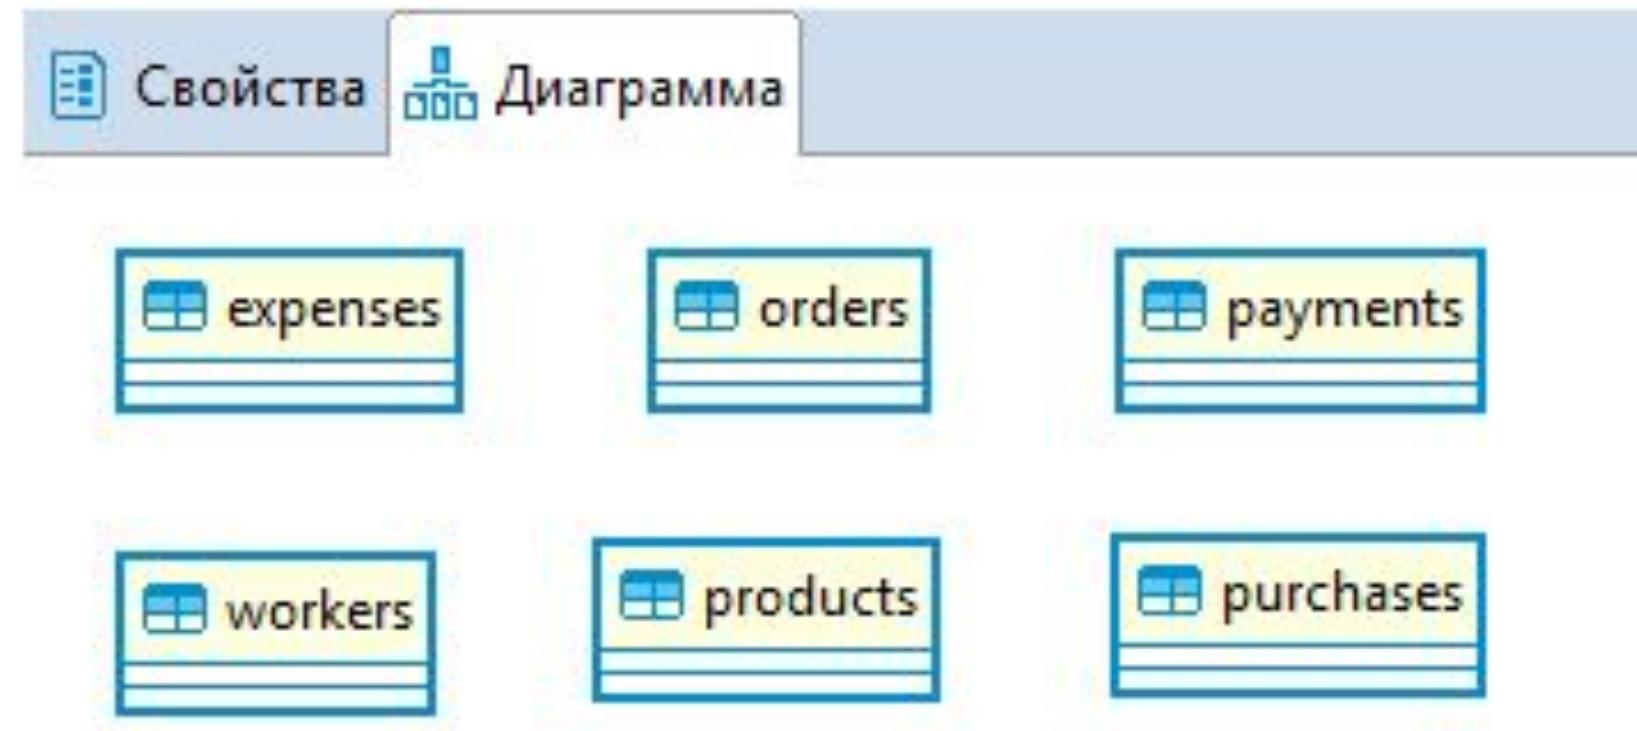 Свойства Диаграмма
expenses orders payments
workers products purchases